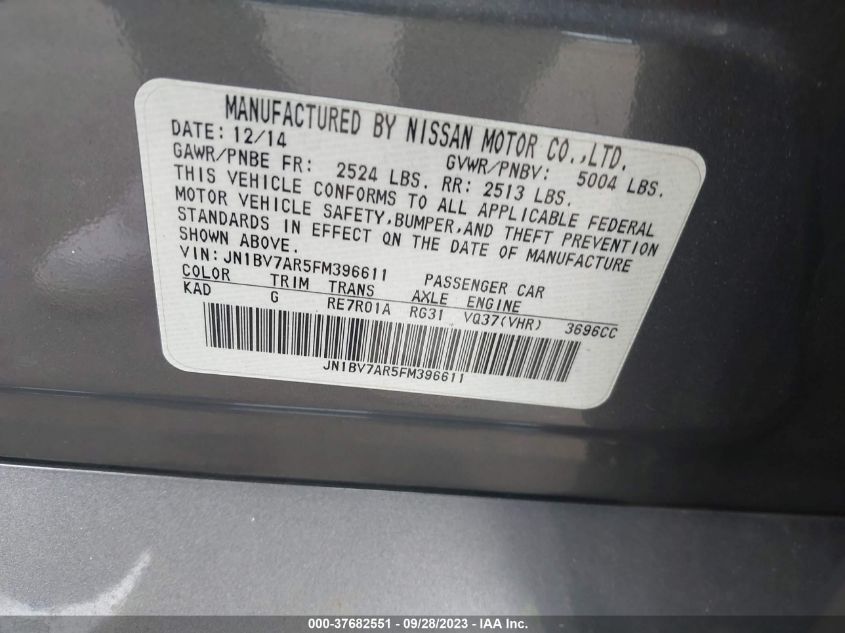 MANUFACTURED BY NISSAN MOTOR CO.,LTD.
DATE: 12/14 GVWR/PNBV: 5004 LBS.
GAWR/PNBE FR: 2524 LBS. RR: 2513 LBS.
THIS VEHICLE CONFORMS TO ALL APPLICABLE FEDERAL
MOTOR VEHICLE SAFETY,BUMPER,AND THEFT PREVENTION
STANDARDS IN EFFECT ON THE DATE OF MANUFACTURE
SHOWN ABOVE.
VIN: JN1BV7AR5FM396611 PASSENGER CAR
COLOR TRIM TRANS AXLE ENGINE
KAD G RE7R01A RG31 VQ37(VHR) 3696CC
JN1BV7AR5FM396611
000-37682551 - 09/28/2023 - IAA Inc.